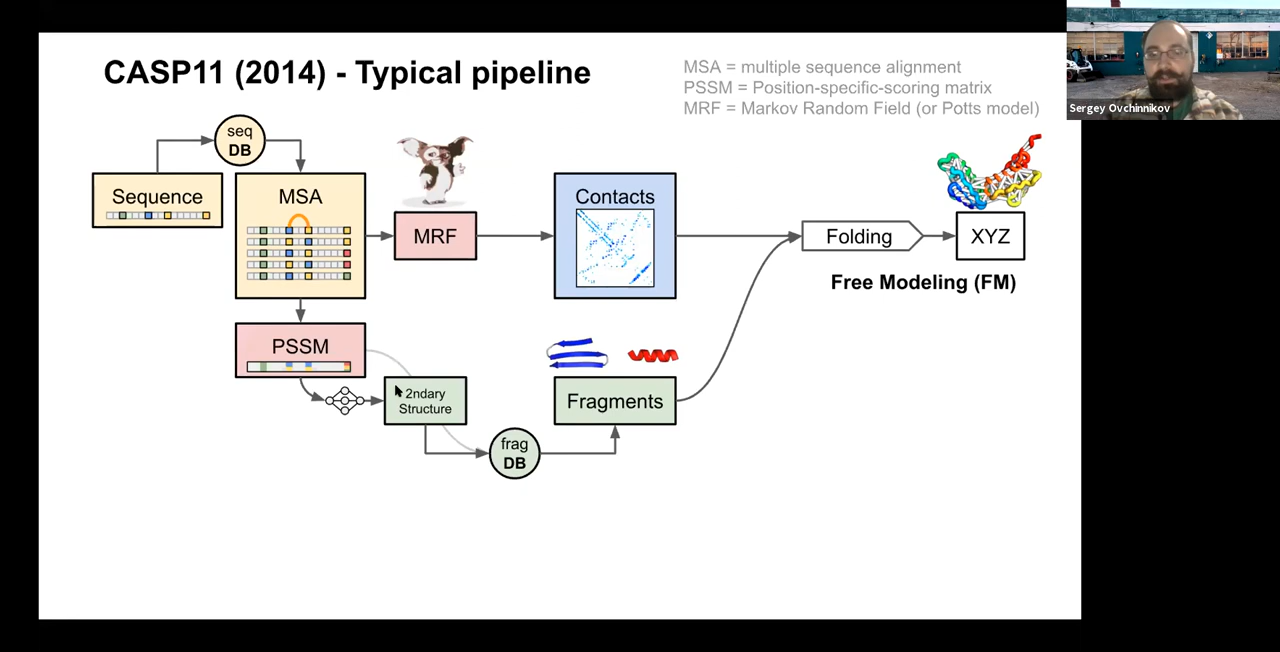 CASP11 (2014) - Typical pipeline
MSA = multiple sequence alignment
PSSM = Position-specific-scoring matrix
MRF = Markov Random Field (or Potts model)
Sergey Ovchinnikov
seq
DB
Sequence
MSA
MRF
Contacts
Folding
XYZ
Free Modeling (FM)
PSSM
2ndary
Structure
Fragments
frag
DB